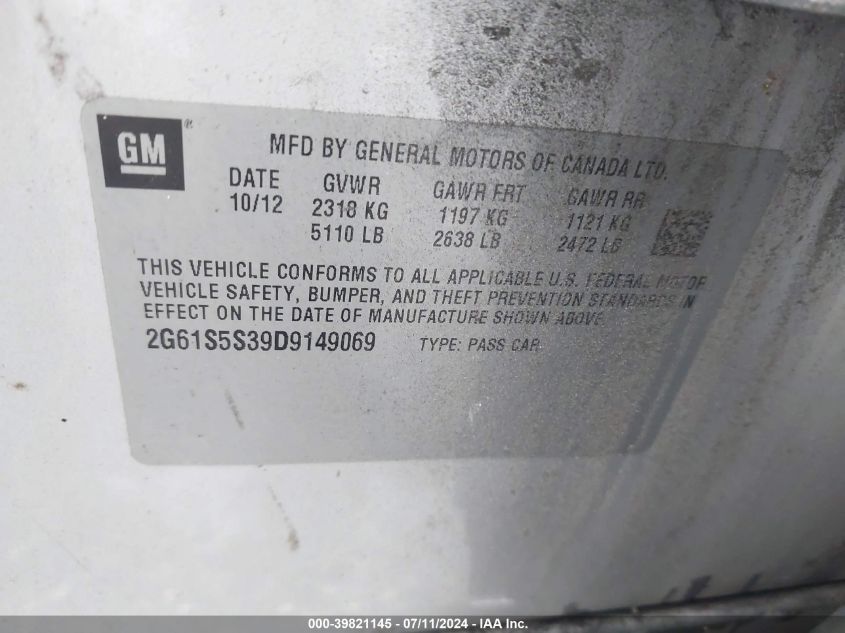 GM ®
MFD BY GENERAL MOTORS OF CANADA LTD.
DATE GVWR GAWR FRT GAWR RR
10/12 2318 KG 1197 KG 1121 KG
5110 LB 2638 LB 2472 LB
THIS VEHICLE CONFORMS TO ALL APPLICABLE U.S. FEDERAL MOTOR
VEHICLE SAFETY, BUMPER, AND THEFT PREVENTION STANDARDS IN
EFFECT ON THE DATE OF MANUFACTURE SHOWN ABOVE.
2G61S5S39D9149069 TYPE: PASS CAR
000-39821145 - 07/11/2024 - IAA Inc.